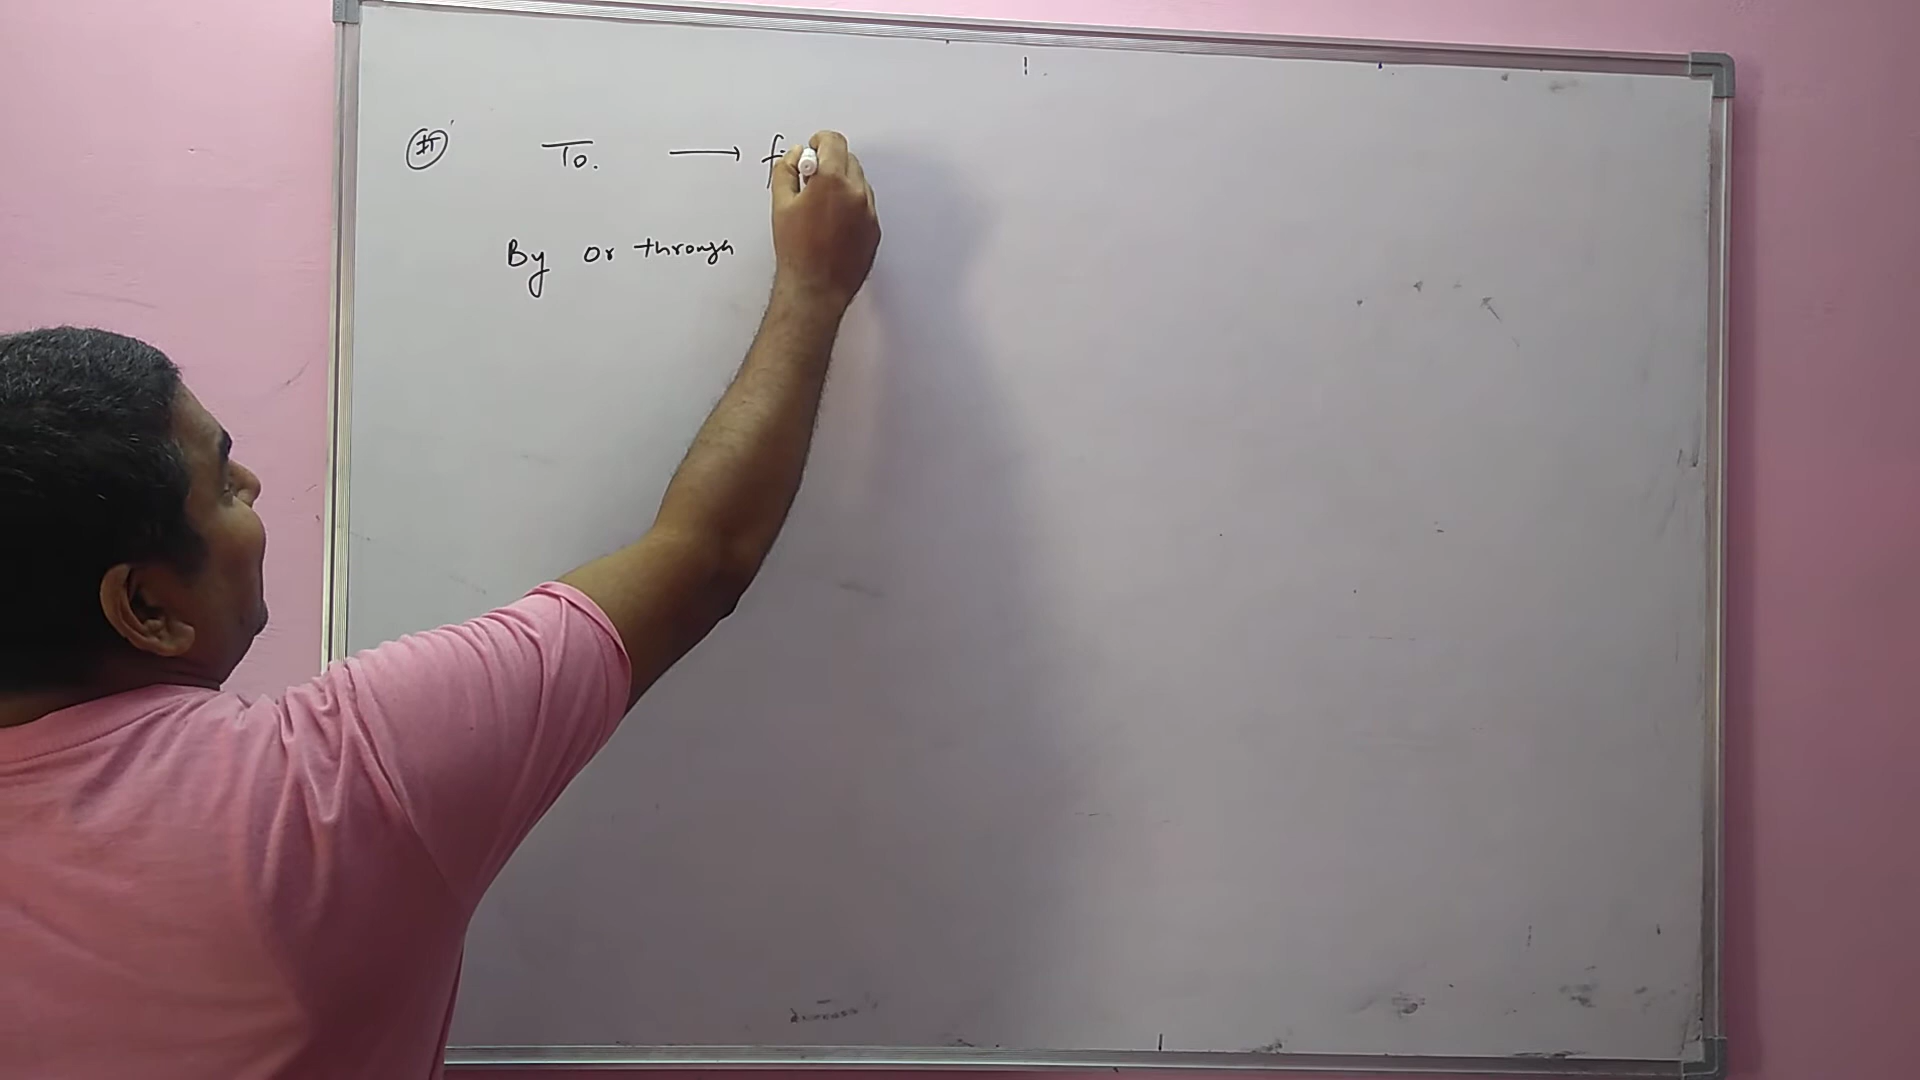 # To. → f
By or through